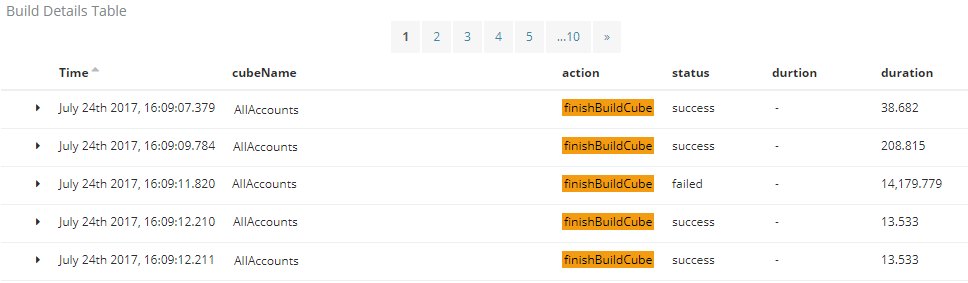 Build Details Table
1 2 3 4 5 ...10 »
Time cubeName action status durtion duration
July 24th 2017, 16:09:07.379 AllAccounts finishBuildCube success - 38.682
July 24th 2017, 16:09:09.784 AllAccounts finishBuildCube success - 208.815
July 24th 2017, 16:09:11.820 AllAccounts finishBuildCube failed - 14,179.779
July 24th 2017, 16:09:12.210 AllAccounts finishBuildCube success - 13.533
July 24th 2017, 16:09:12.211 AllAccounts finishBuildCube success - 13.533